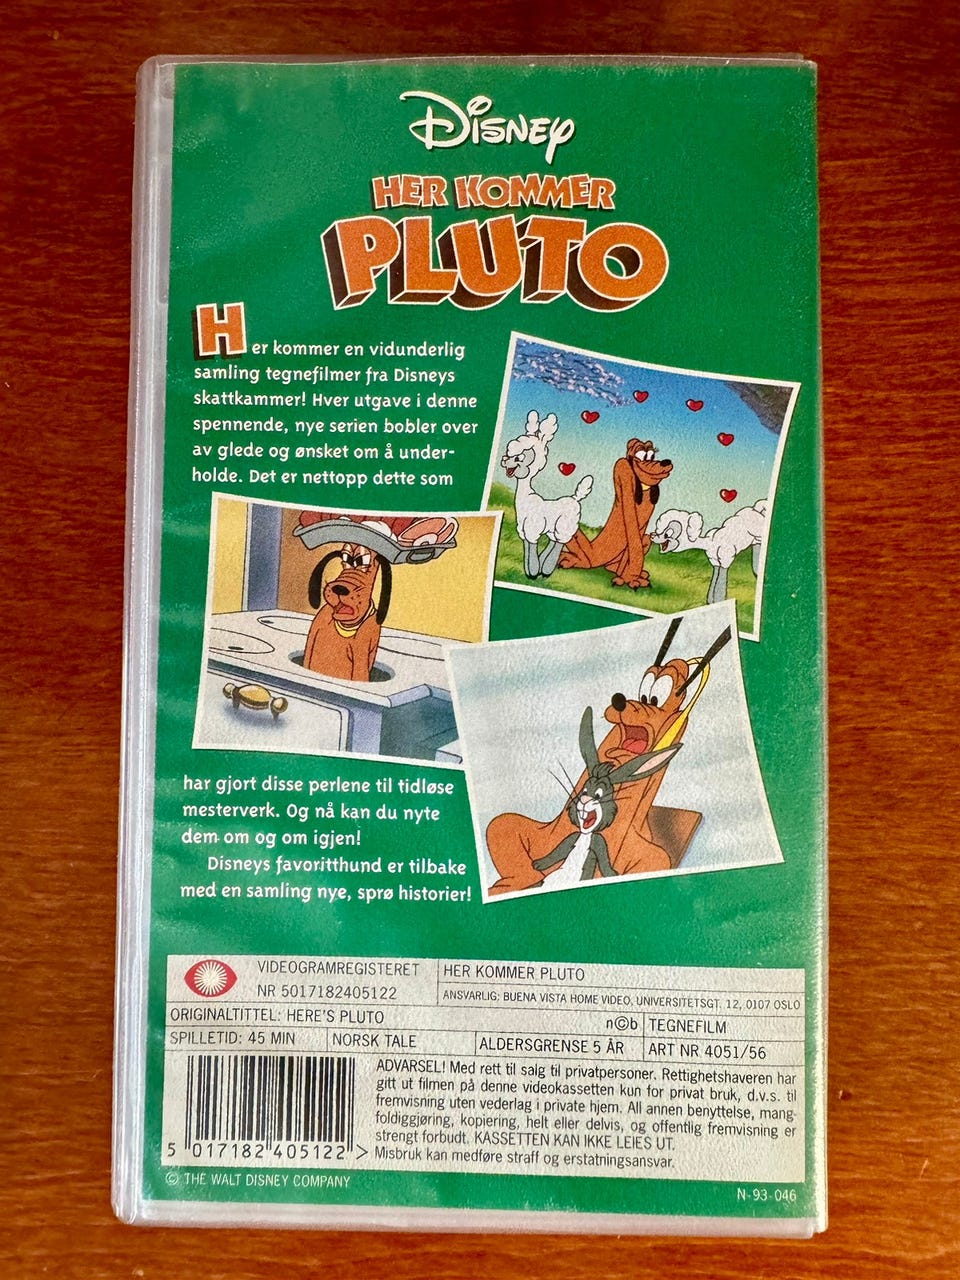 Disney
HER KOMMER
PLUTO
Her kommer en vidunderlig
samling tegnefilmer fra Disneys
skattkammer! Hver utgave i denne
spennende, nye serien bobler over
av glede og ønsket om å under-
holde. Det er nettopp dette som
har gjort disse perlene til tidløse
mesterverk. Og nå kan du nyte
dem om og om igjen!
Disneys favoritthund er tilbake
med en samling nye, sprø historier!
VIDEOGRAMREGISTERET
NR 5017182405122
HER KOMMER PLUTO
ANSVARLIG: BUENA VISTA HOME VIDEO, UNIVERSITETSGT. 12, 0107 OSLO
ORIGINALTITTEL: HERE'S PLUTO
n©b TEGNEFILM
SPILLETID: 45 MIN NORSK TALE ALDERSGRENSE 5 ÅR ART NR 4051/56
ADVARSEL! Med rett til salg til privatpersoner. Rettighetshaveren har
gitt ut filmen på denne videokassetten kun for privat bruk, d.v.s. til
fremvisning uten vederlag i private hjem. All annen benyttelse, mang-
foldiggjøring, kopiering, helt eller delvis, og offentlig fremvisning er
strengt forbudt. KASSETTEN KAN IKKE LEIES UT.
Misbruk kan medføre straff og erstatningsansvar.
5 017182 405122 >
© THE WALT DISNEY COMPANY
N-93-046